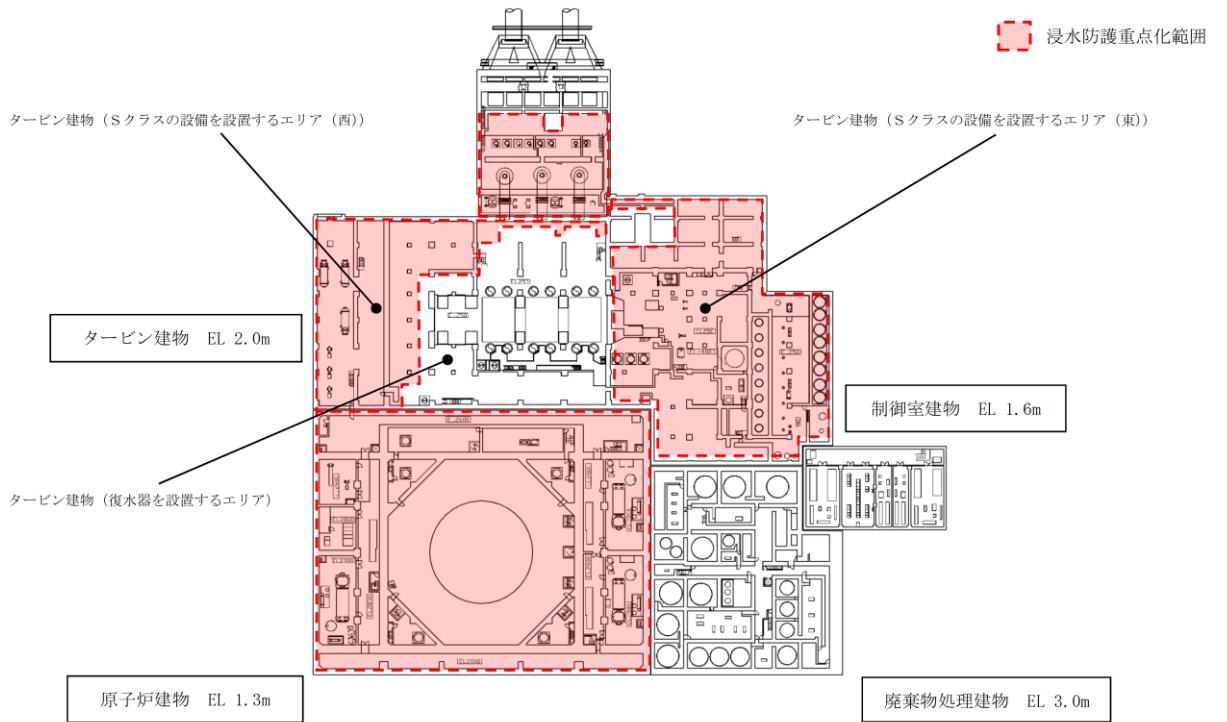 浸水防護重点化範囲
タービン建物（Ｓクラスの設備を設置するエリア（西））
タービン建物（Ｓクラスの設備を設置するエリア（東））
タービン建物　EL 2.0m
制御室建物　EL 1.6m
タービン建物（復水器を設置するエリア）
原子炉建物　EL 1.3m
廃棄物処理建物　EL 3.0m